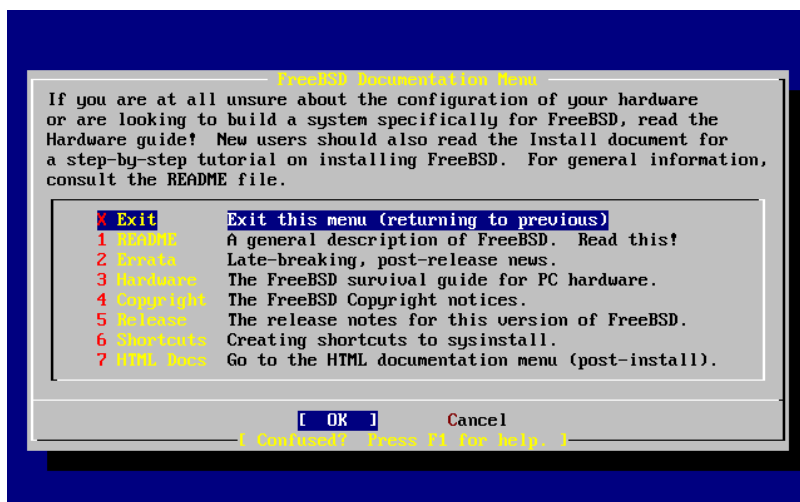 FreeBSD Documentation Menu
If you are at all unsure about the configuration of your hardware
or are looking to build a system specifically for FreeBSD, read the
Hardware guide!  New users should also read the Install document for
a step-by-step tutorial on installing FreeBSD.  For general information,
consult the README file.
X Exit Exit this menu (returning to previous)
1 README A general description of FreeBSD.  Read this!
2 Errata Late-breaking, post-release news.
3 Hardware The FreeBSD survival guide for PC hardware.
4 Copyright The FreeBSD Copyright notices.
5 Release The release notes for this version of FreeBSD.
6 Shortcuts Creating shortcuts to sysinstall.
7 HTML Docs Go to the HTML documentation menu (post-install).
[ OK ] Cancel
[ Confused?  Press F1 for help. ]